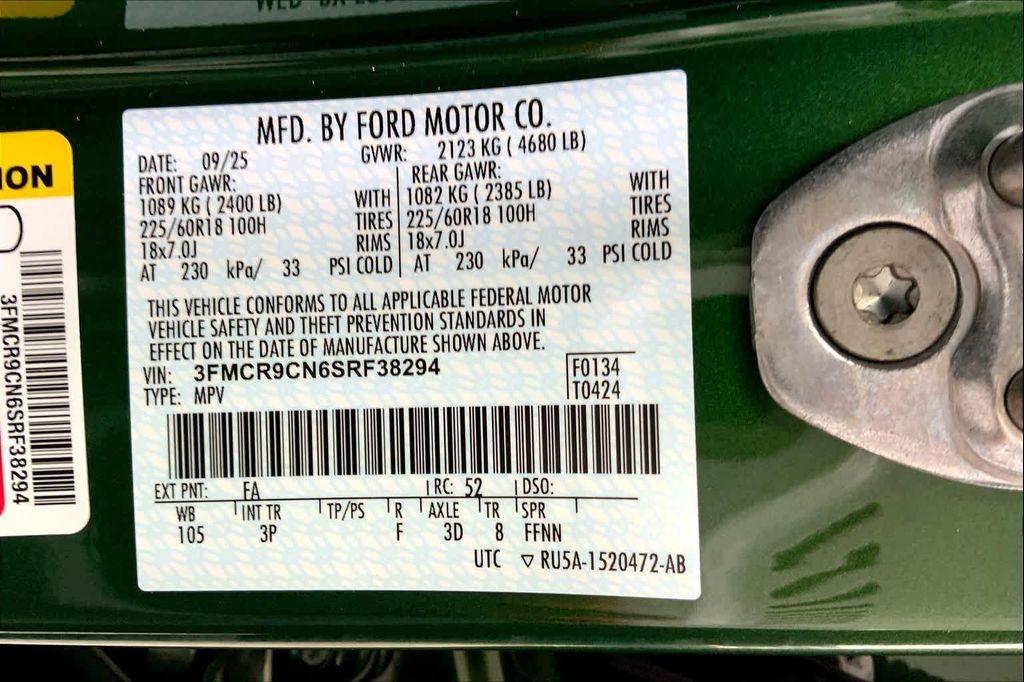 MFD. BY FORD MOTOR CO.
DATE: 09/25 GVWR: 2123 KG ( 4680 LB)
FRONT GAWR: REAR GAWR:
1089 KG ( 2400 LB) WITH 1082 KG ( 2385 LB) WITH
225/60R18 100H TIRES 225/60R18 100H TIRES
18x7.0J RIMS 18x7.0J RIMS
AT 230 kPa/ 33 PSI COLD AT 230 kPa/ 33 PSI COLD
THIS VEHICLE CONFORMS TO ALL APPLICABLE FEDERAL MOTOR
VEHICLE SAFETY AND THEFT PREVENTION STANDARDS IN
EFFECT ON THE DATE OF MANUFACTURE SHOWN ABOVE.
VIN: 3FMCR9CN6SRF38294 F0134
TYPE: MPV T0424
EXT PNT: FA RC: 52 DSO:
WB INT TR TP/PS R AXLE TR SPR
105 3P F 3D 8 FFNN
UTC ▽ RU5A-1520472-AB
ION
3FMCR9CN6SRF38294